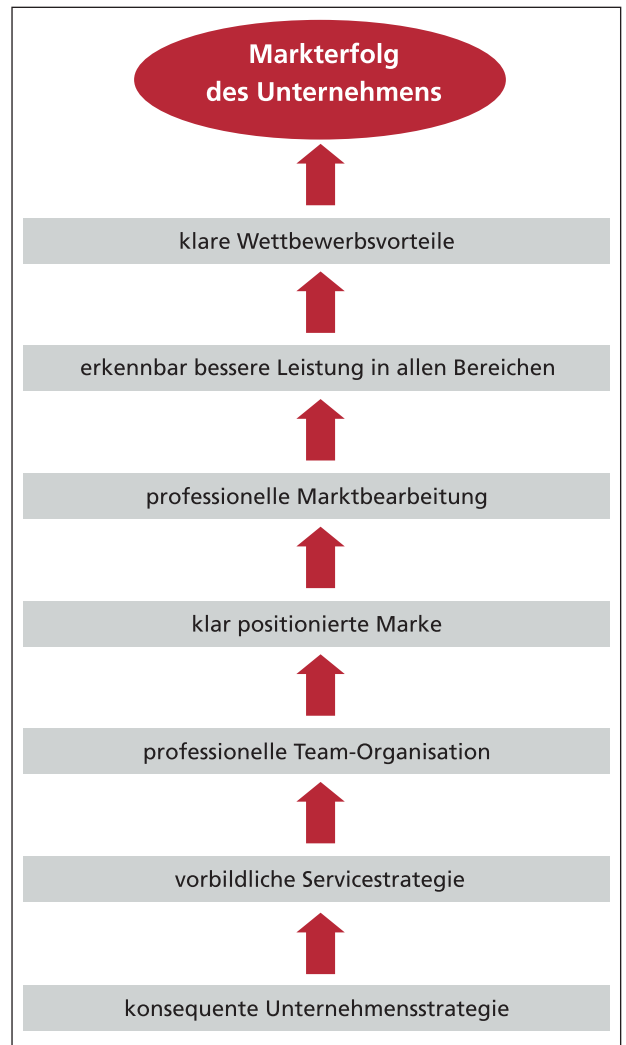 Markterfolg
des Unternehmens
klare Wettbewerbsvorteile
erkennbar bessere Leistung in allen Bereichen
professionelle Marktbearbeitung
klar positionierte Marke
professionelle Team-Organisation
vorbildliche Servicestrategie
konsequente Unternehmensstrategie